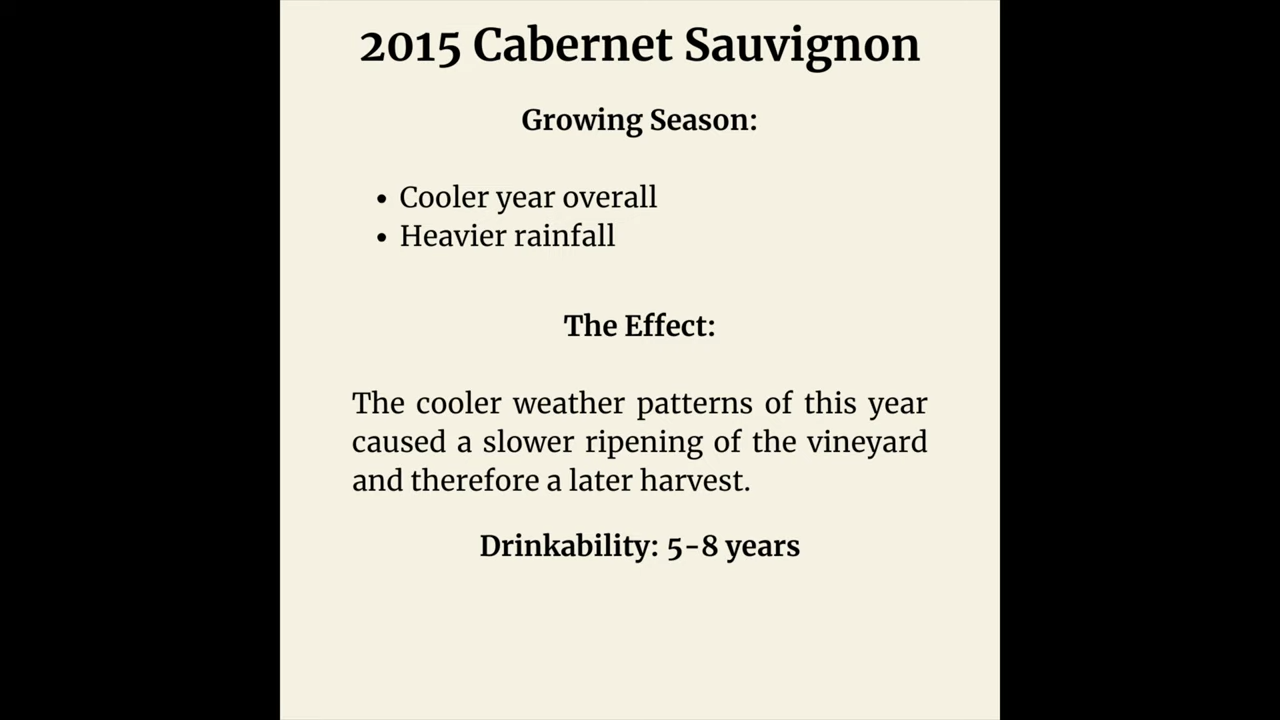 2015 Cabernet Sauvignon
Growing Season:
• Cooler year overall
• Heavier rainfall
The Effect:
The cooler weather patterns of this year
caused a slower ripening of the vineyard
and therefore a later harvest.
Drinkability: 5-8 years